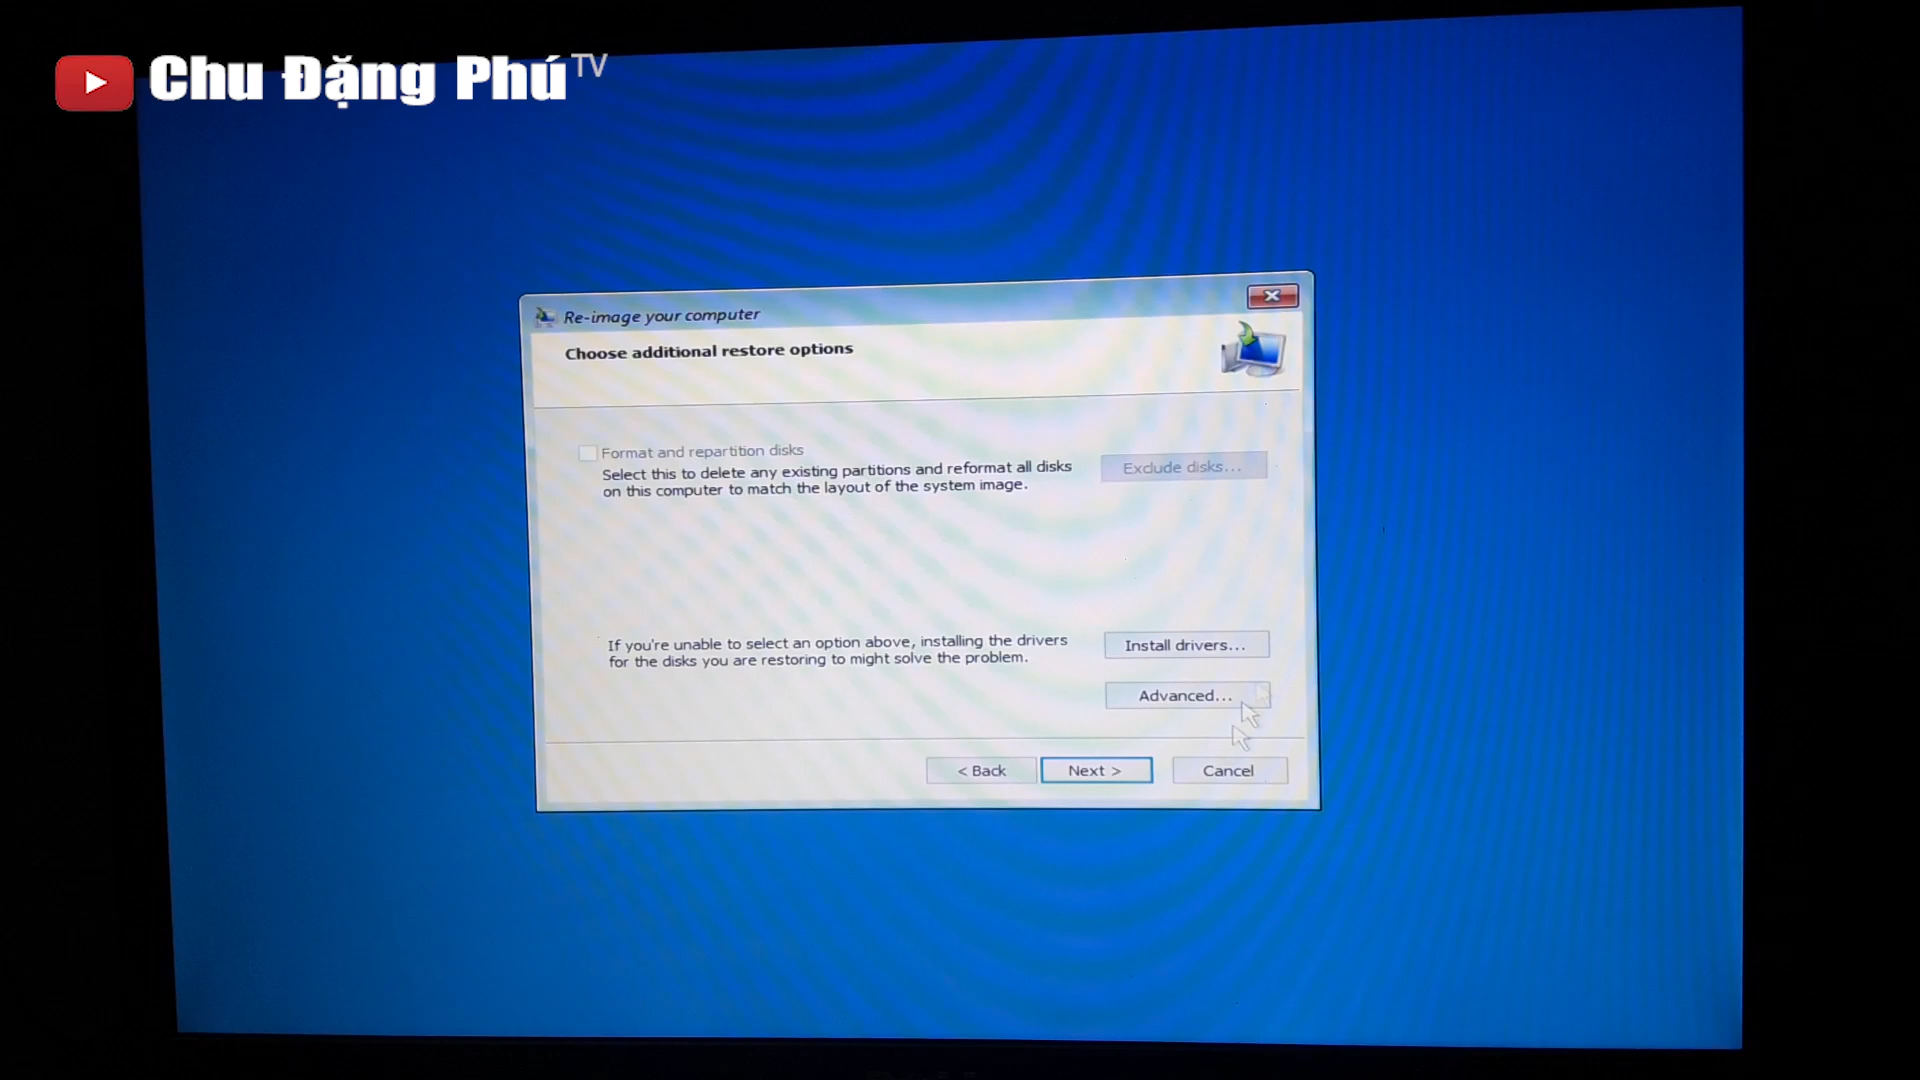 Chu Đặng Phú TV
Re-image your computer
Choose additional restore options
Format and repartition disks
Select this to delete any existing partitions and reformat all disks
on this computer to match the layout of the system image.
Exclude disks...
If you're unable to select an option above, installing the drivers
for the disks you are restoring to might solve the problem.
Install drivers...
Advanced...
< Back
Next >
Cancel